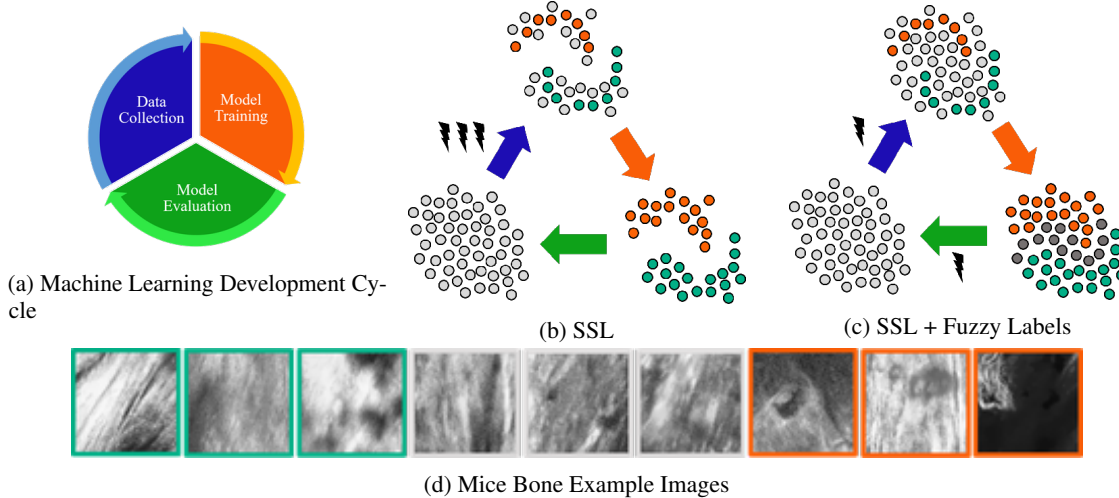 Data
Collection
Model
Training
Model
Evaluation
(a) Machine Learning Development Cy-
cle
(b) SSL
(c) SSL + Fuzzy Labels
(d) Mice Bone Example Images